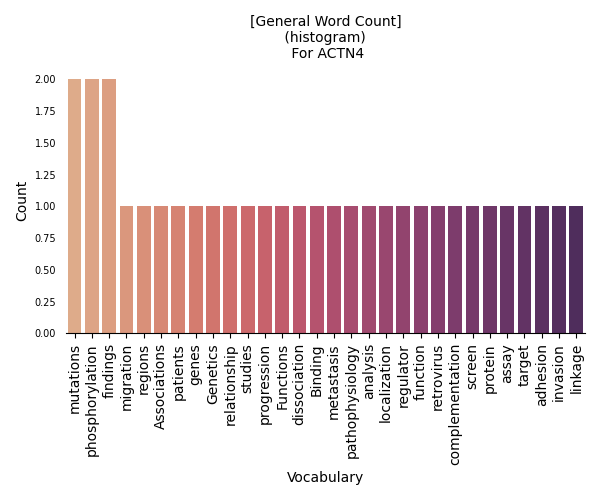 [General Word Count]
(histogram)
For ACTN4
Count
2.00
1.75
1.50
1.25
1.00
0.75
0.50
0.25
0.00
mutations
phosphorylation
findings
migration
regions
Associations
patients
genes
Genetics
relationship
studies
progression
Functions
dissociation
Binding
metastasis
pathophysiology
analysis
localization
regulator
function
retrovirus
complementation
screen
protein
assay
target
adhesion
invasion
linkage
Vocabulary